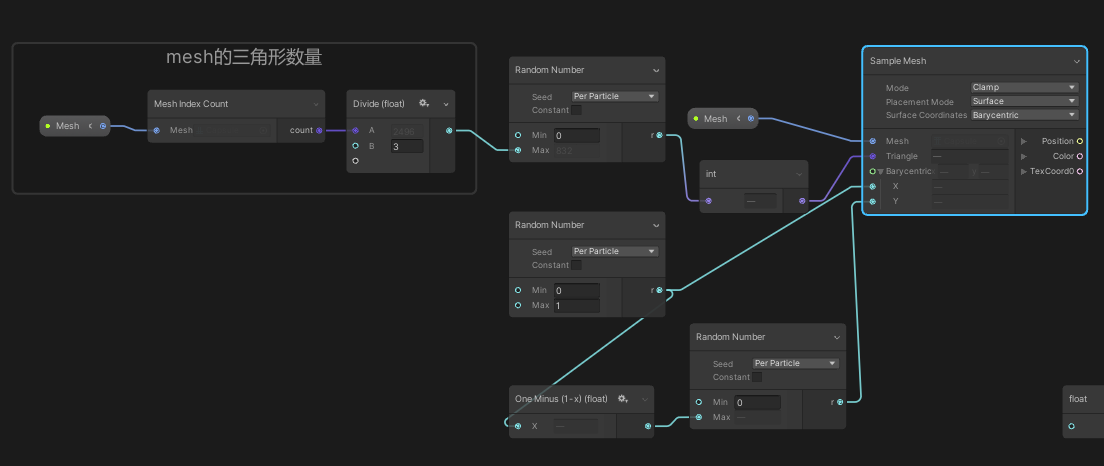 mesh的三角形数量
Mesh
Mesh Index Count
Mesh
count
Divide (float)
A 2496
B 3
Random Number
Seed Per Particle
Constant
Min 0
Max 832
r
Mesh
int
Sample Mesh
Mode Clamp
Placement Mode Surface
Surface Coordinates Barycentric
Mesh
Triangle
Barycentric
X
Y
Position
Color
TexCoord0
Random Number
Seed Per Particle
Constant
Min 0
Max 1
r
One Minus (1-x) (float)
X
Random Number
Seed Per Particle
Constant
Min 0
Max
r
float